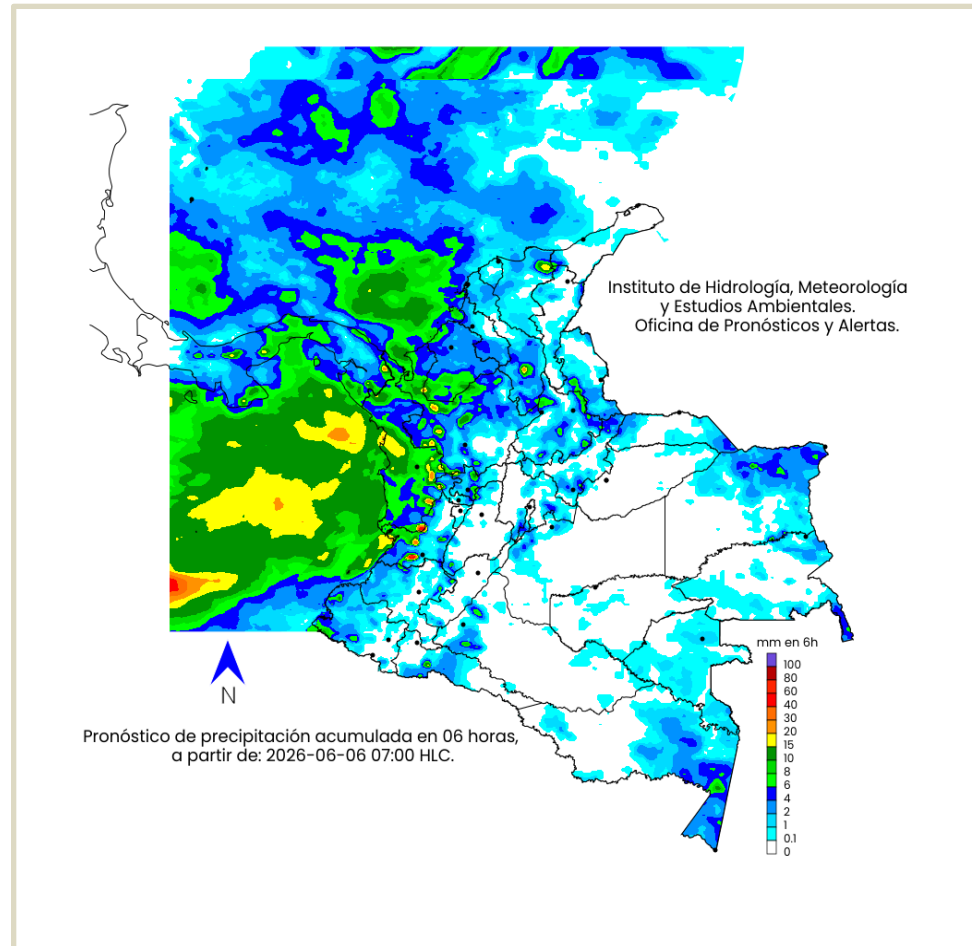 Instituto de Hidrología, Meteorología
y Estudios Ambientales.
Oficina de Pronósticos y Alertas.
mm en 6h
100
80
60
40
30
20
15
10
8
6
4
2
1
0.1
0
N
Pronóstico de precipitación acumulada en 06 horas,
a partir de: 2026-06-06 07:00 HLC.